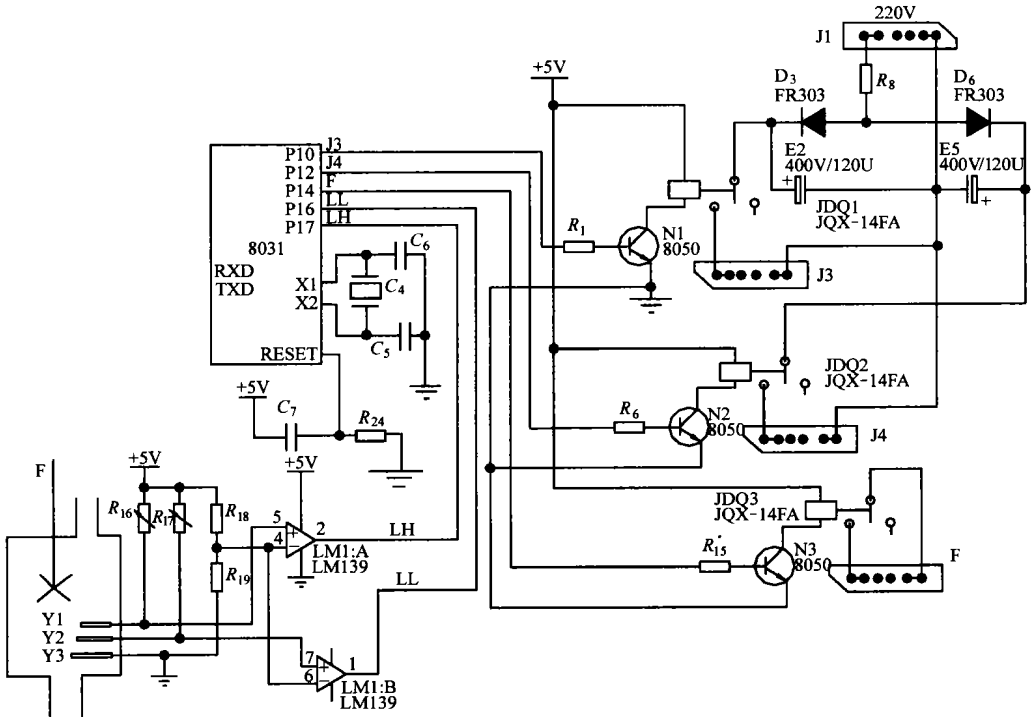 220V
J1
+5V
D3
FR303
R8
D6
FR303
E2
400V/120U
+
E5
400V/120U
+
JDQ1
JQX-14FA
P10
P12
P14
P16
P17
J3
J4
F
LL
LH
8031
RXD
TXD
X1
X2
RESET
C6
C4
C5
R1
N1
8050
J3
+5V
C7
R24
JDQ2
JQX-14FA
R6
N2
8050
J4
F
+5V
R16
R17
R18
R19
+5V
5
+
4
−
2
LH
LM1:A
LM139
JDQ3
JQX-14FA
R15
N3
8050
F
LL
Y1
Y2
Y3
7
+
6
−
1
LM1:B
LM139